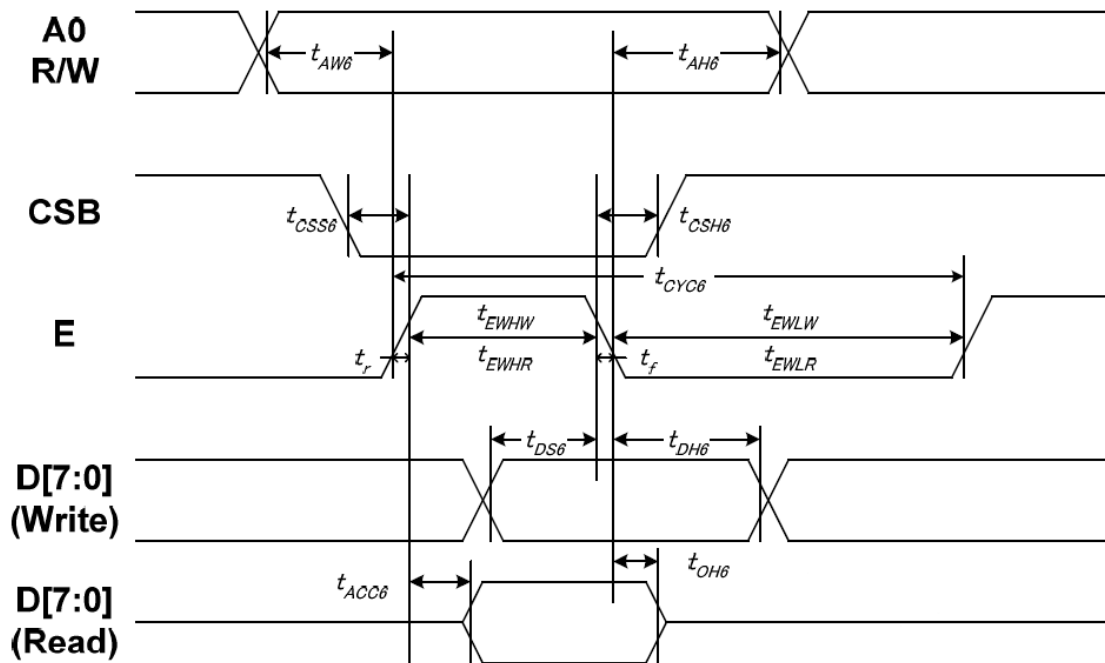 A0
R/W
tAW6
tAH6
CSB
tCSS6
tCSH6
tCYC6
E
tEWHW
tEWLW
tr
tEWHR
tf
tEWLR
tDS6
tDH6
D[7:0]
(Write)
tACC6
tOH6
D[7:0]
(Read)